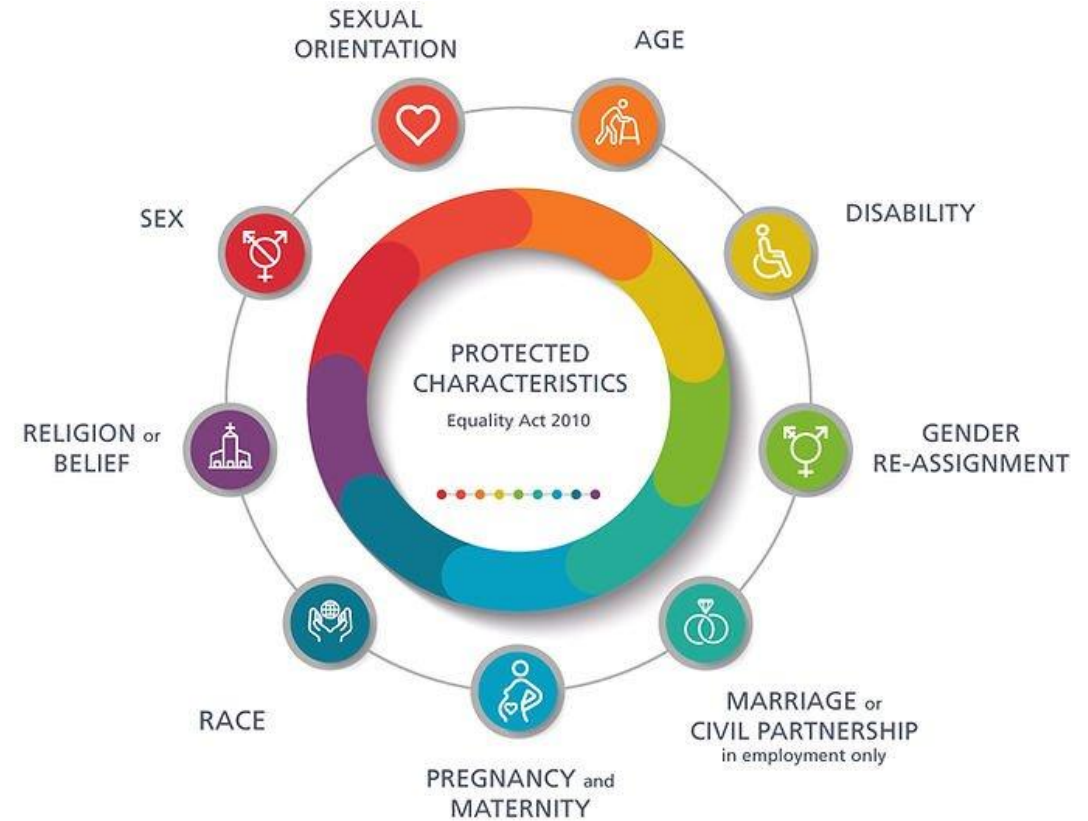 SEXUAL
ORIENTATION
AGE
SEX
DISABILITY
PROTECTED
CHARACTERISTICS
Equality Act 2010
RELIGION or
BELIEF
GENDER
RE-ASSIGNMENT
RACE
MARRIAGE or
CIVIL PARTNERSHIP
in employment only
PREGNANCY and
MATERNITY